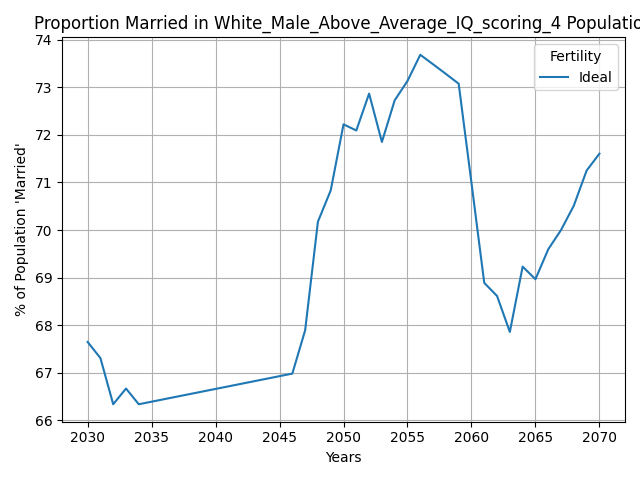 Proportion Married in White_Male_Above_Average_IQ_scoring_4 Populatio
74
73
72
71
70
69
68
67
66
% of Population 'Married'
Fertility
Ideal
2030 2035 2040 2045 2050 2055 2060 2065 2070
Years